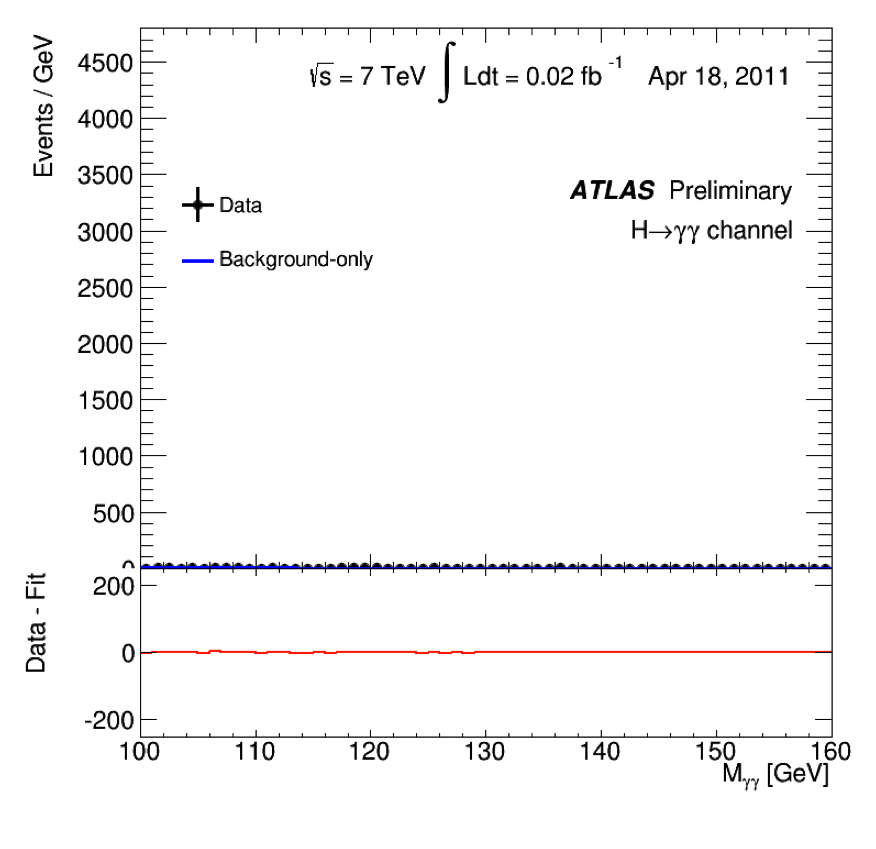 Events / GeV
4500
4000
3500
3000
2500
2000
1500
1000
500
0
√s = 7 TeV ∫ Ldt = 0.02 fb⁻¹ Apr 18, 2011
ATLAS Preliminary
H→γγ channel
Data
Background-only
Data - Fit
200
0
-200
100 110 120 130 140 150 160
Mγγ [GeV]